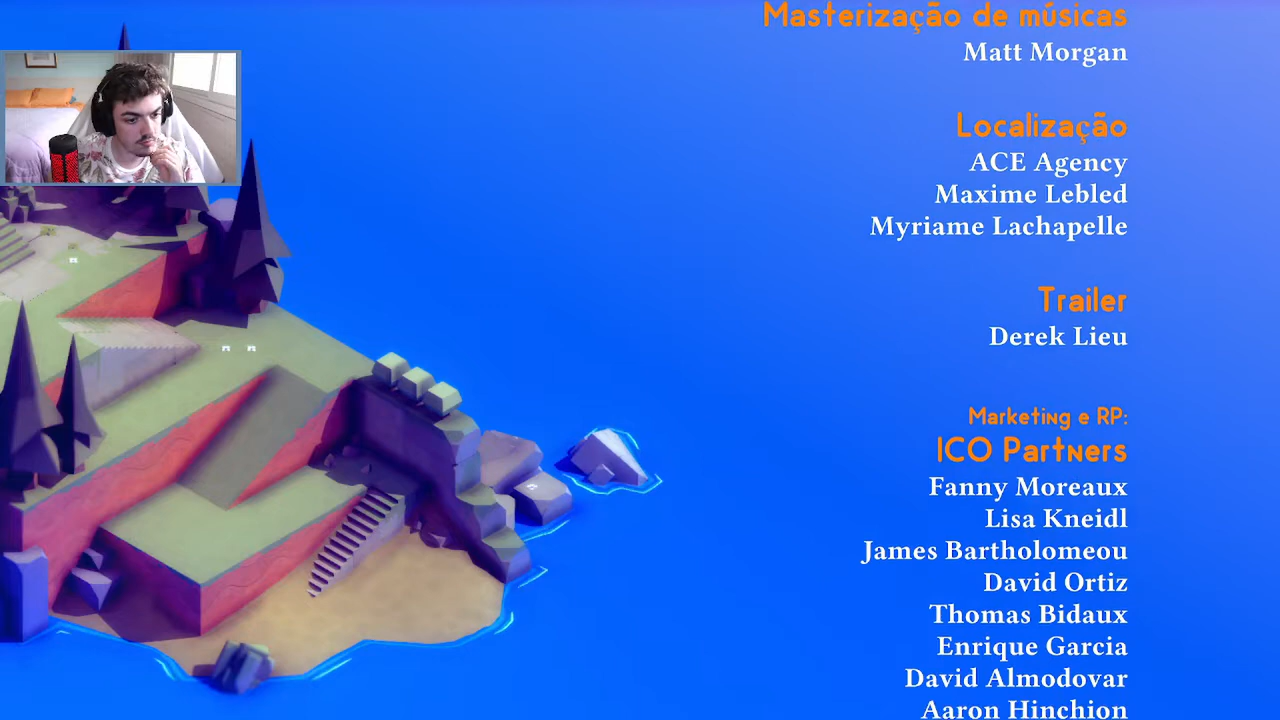 Masterização de músicas
Matt Morgan
Localização
ACE Agency
Maxime Lebled
Myriame Lachapelle
Trailer
Derek Lieu
Marketing e RP:
ICO Partners
Fanny Moreaux
Lisa Kneidl
James Bartholomeou
David Ortiz
Thomas Bidaux
Enrique Garcia
David Almodovar
Aaron Hinchion